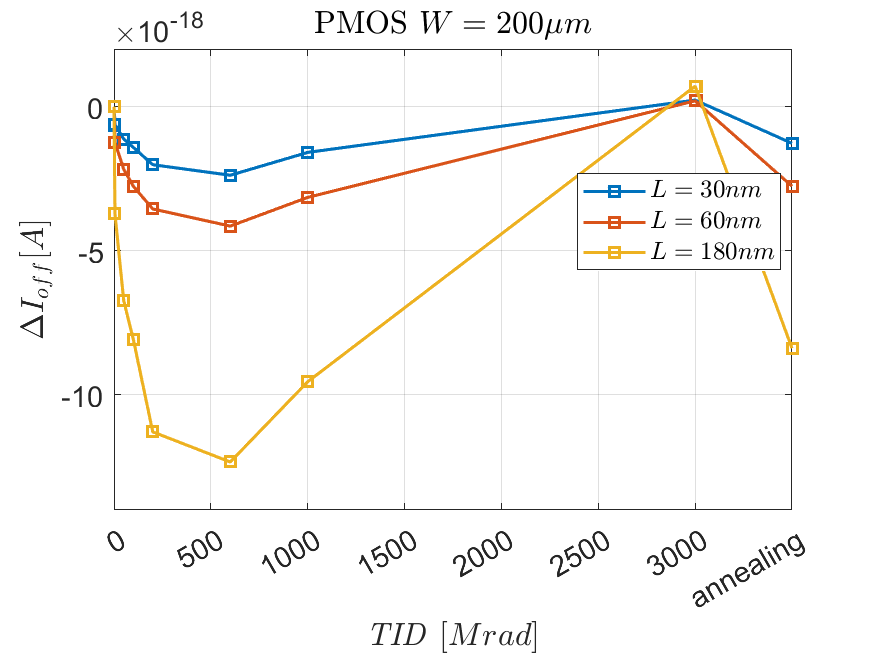 ×10-18
PMOS W = 200μm
0
-5
-10
ΔIoff[A]
L = 30nm
L = 60nm
L = 180nm
0
500
1000
1500
2000
2500
3000
annealing
TID [Mrad]